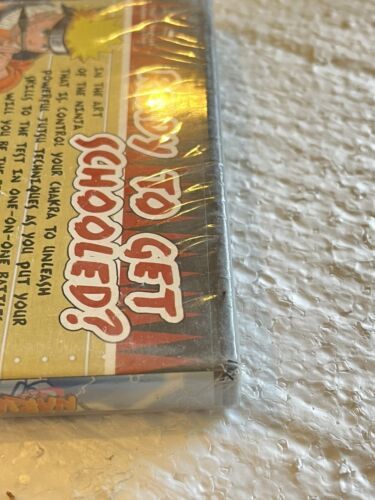 READY TO GET
SCHOOLED?
IN THE ART
OF THE NINJA
THAT IS, CONTROL YOUR CHAKRA TO UNLEASH
POWERFUL JUTSU TECHNIQUES AS YOU PUT YOUR
SKILLS TO THE TEST IN ONE-ON-ONE BATTLES
WILL YOU BE THE